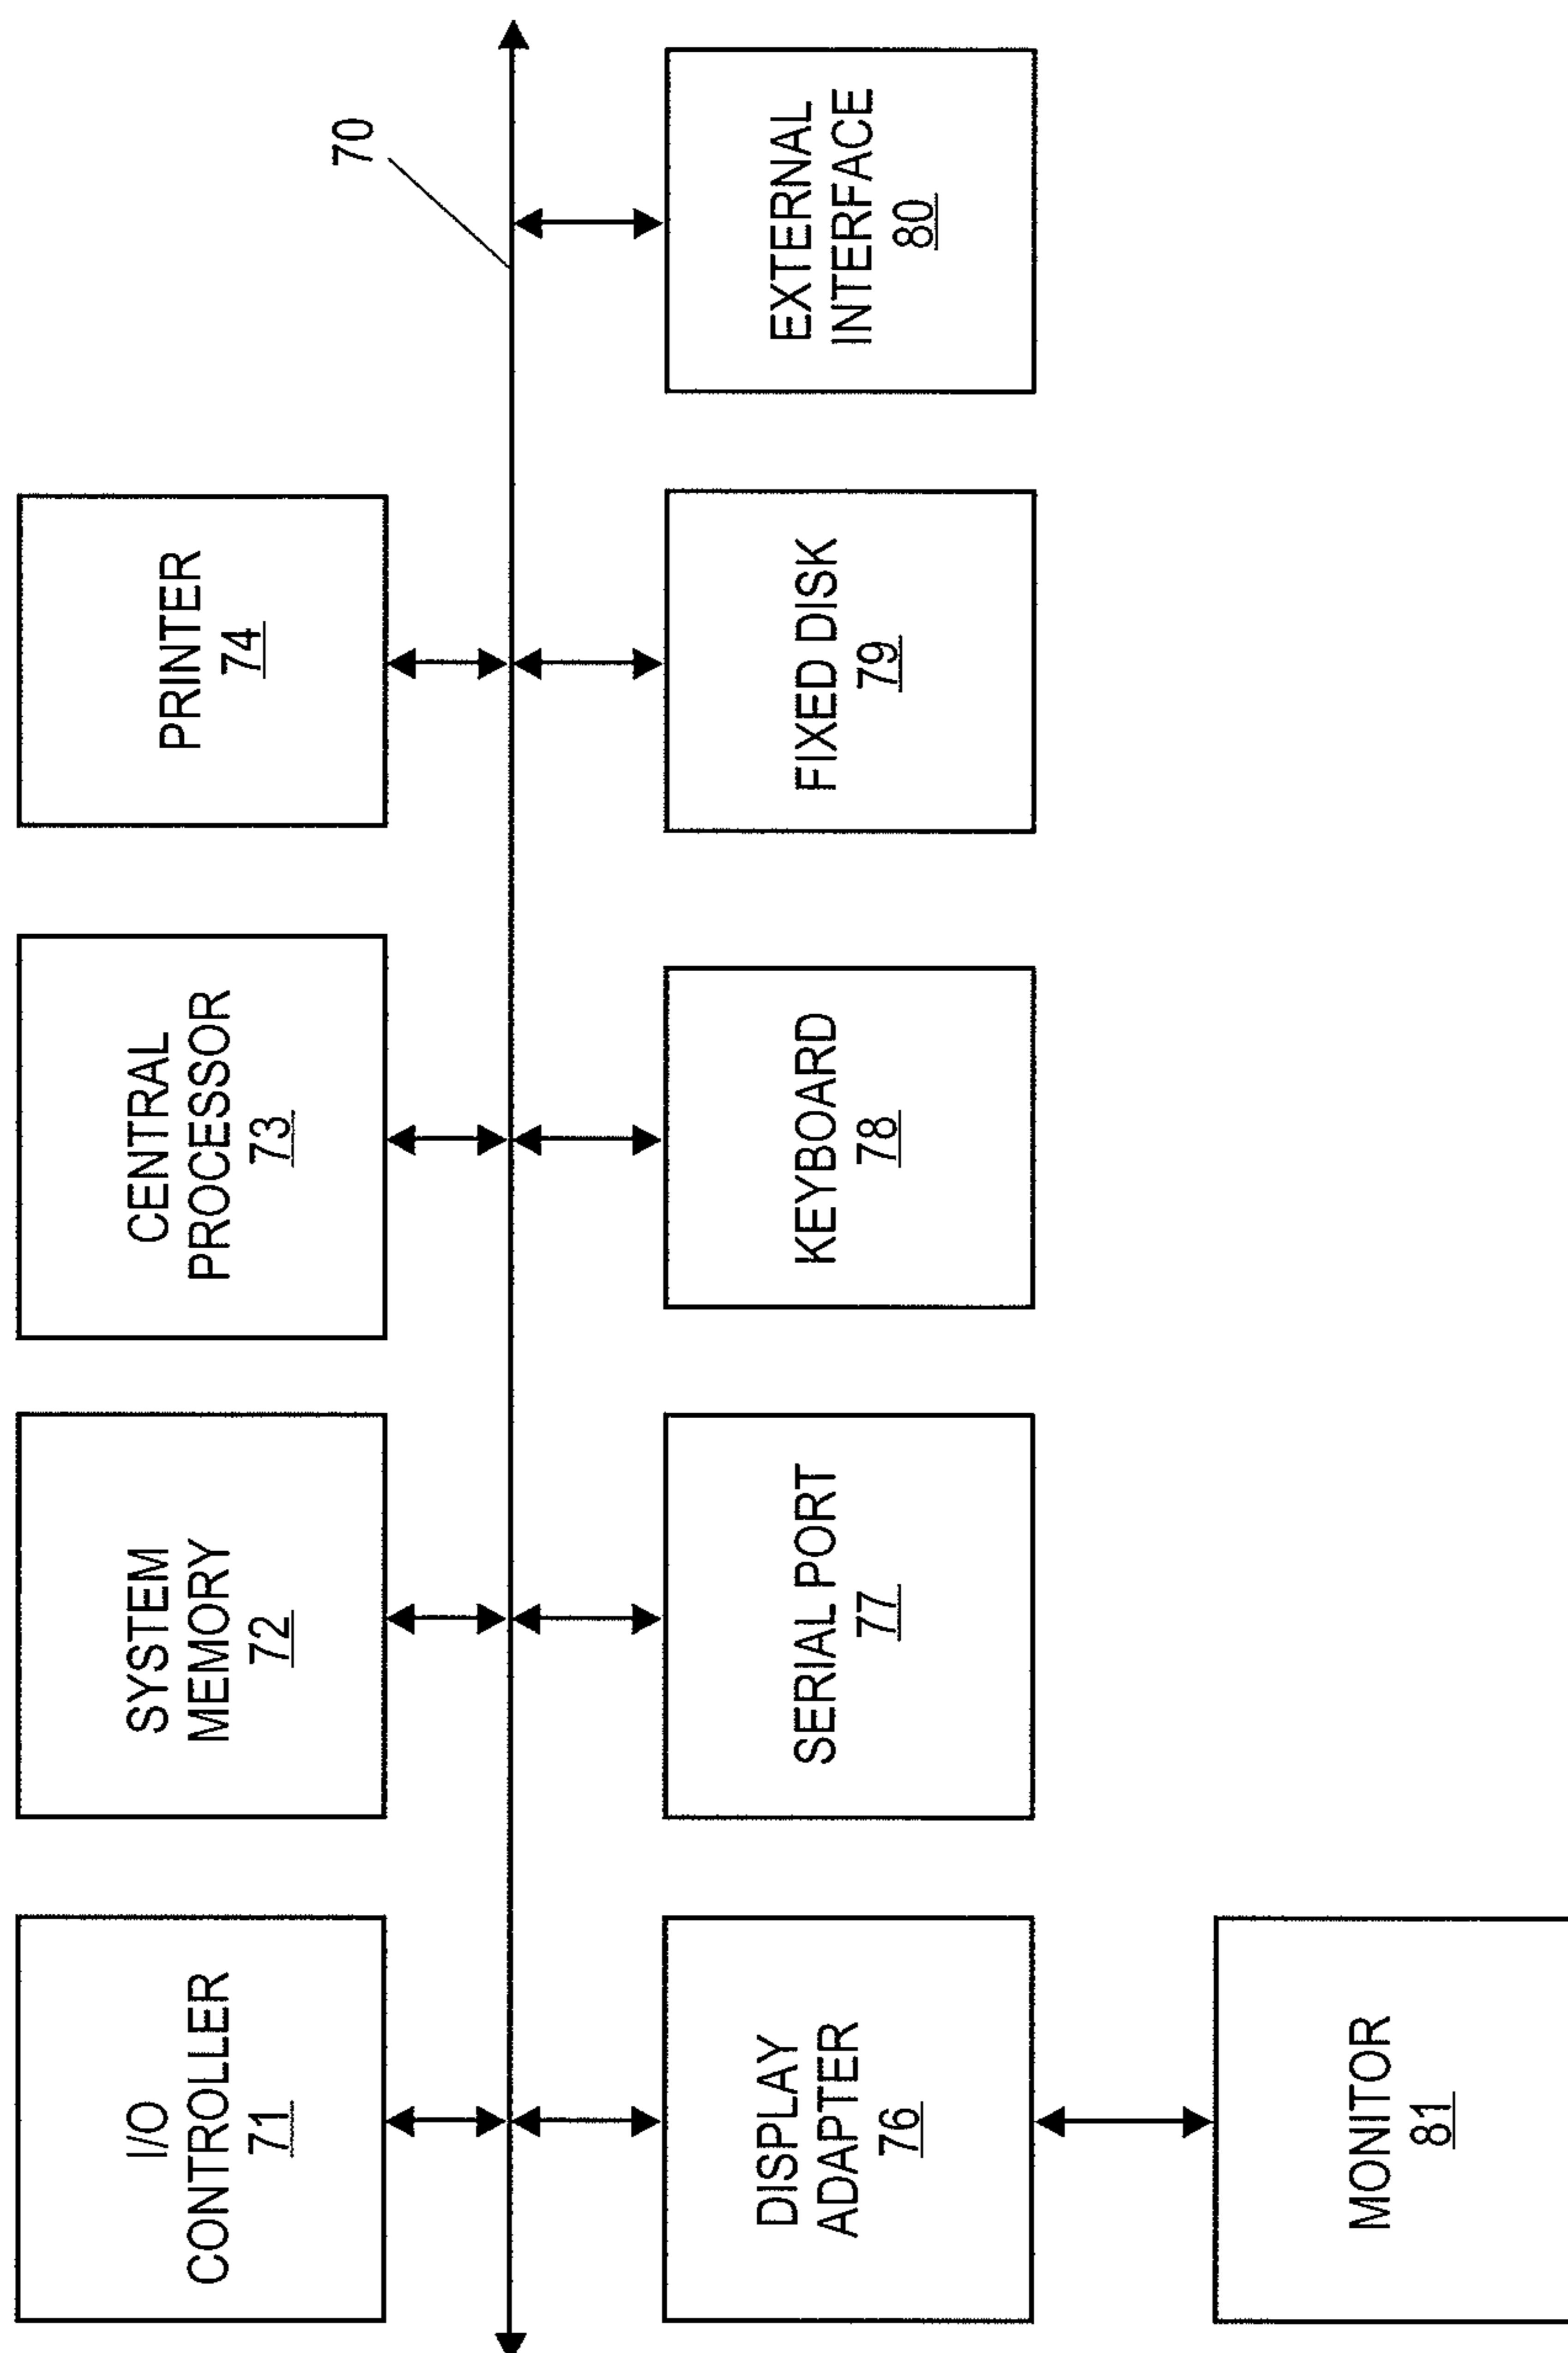 I/O
CONTROLLER
71
SYSTEM
MEMORY
72
CENTRAL
PROCESSOR
73
PRINTER
74
70
DISPLAY
ADAPTER
76
SERIAL PORT
77
KEYBOARD
78
FIXED DISK
79
EXTERNAL
INTERFACE
80
MONITOR
81